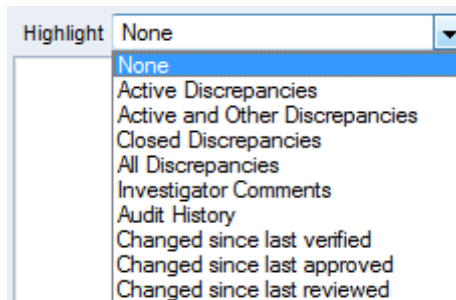 Highlight None
None
Active Discrepancies
Active and Other Discrepancies
Closed Discrepancies
All Discrepancies
Investigator Comments
Audit History
Changed since last verified
Changed since last approved
Changed since last reviewed